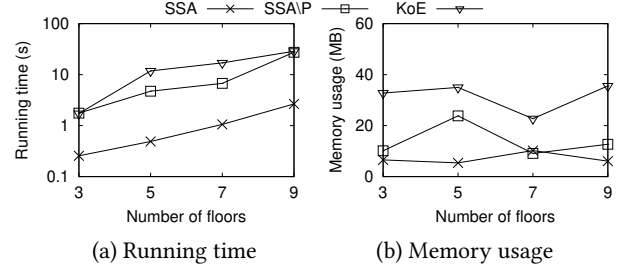 SSA SSA\P KoE
Running time (s)
100
10
1
0.1
3 5 7 9
Number of floors
(a) Running time
Memory usage (MB)
60
40
20
0
3 5 7 9
Number of floors
(b) Memory usage